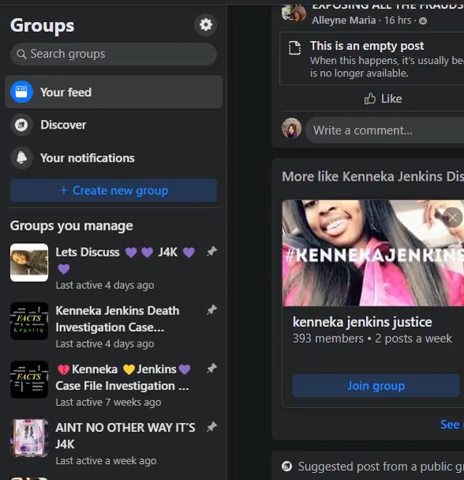 Groups
Search groups
Your feed
Discover
Your notifications
+ Create new group
Groups you manage
Lets Discuss 💜 💜 J4K 💜
💜
Last active 4 days ago
FACTS
Legally
Kenneka Jenkins Death
Investigation Case...
Last active 4 days ago
FACTS
💔Kenneka 💛Jenkins💜
Case File Investigation ...
Last active 7 weeks ago
AINT NO OTHER WAY IT'S
J4K
Last active a week ago
EXPOSING ALL THE FRAUDS
Alleyne Maria · 16 hrs ·
This is an empty post
When this happens, it's usually be
is no longer available.
Like
Write a comment...
More like Kenneka Jenkins Dis
#KENNEKAJENKINS
kenneka jenkins justice
393 members • 2 posts a week
Join group
See
Suggested post from a public gr